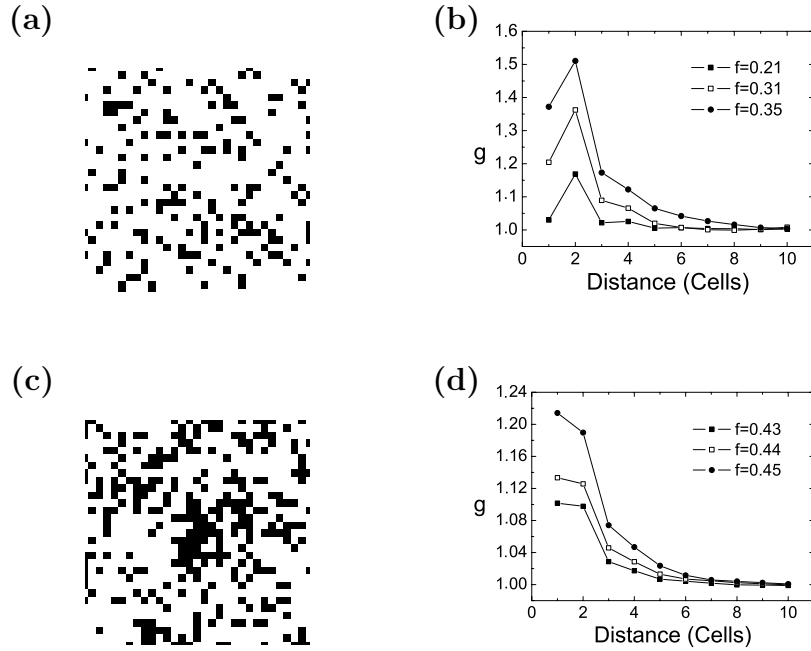 (a)
(b)
1.6
1.5
1.4
1.3
1.2
1.1
1.0
g
f=0.21
f=0.31
f=0.35
0 2 4 6 8 10
Distance (Cells)
(c)
(d)
1.24
1.20
1.16
1.12
1.08
1.04
1.00
g
f=0.43
f=0.44
f=0.45
0 2 4 6 8 10
Distance (Cells)